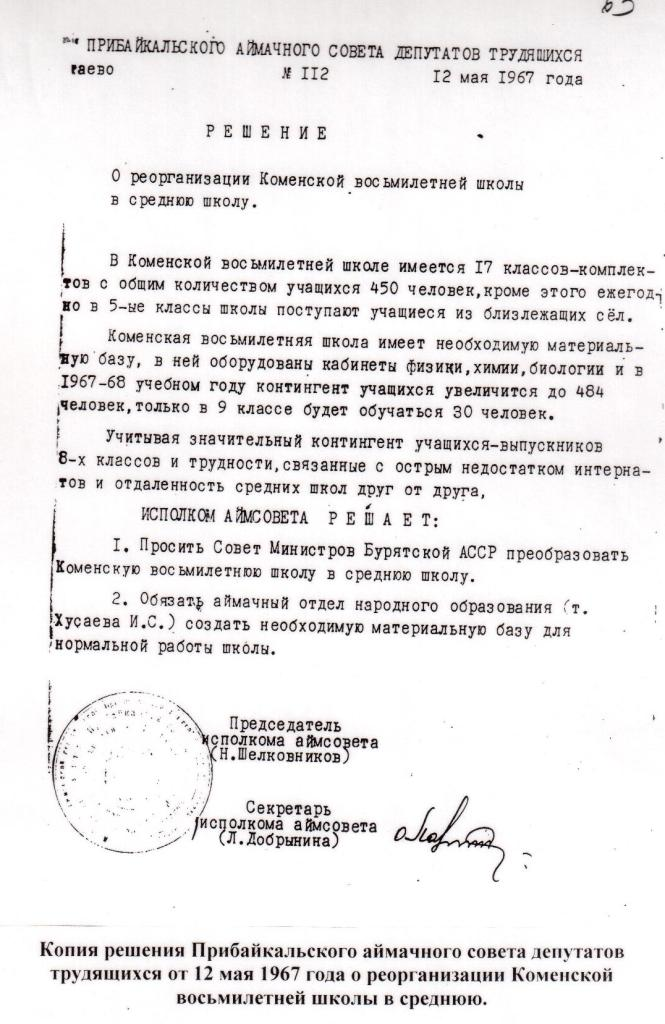 ПРИБАЙКАЛЬСКОГО АЙМАЧНОГО СОВЕТА ДЕПУТАТОВ ТРУДЯЩИХСЯ
аево № 112 12 мая 1967 года
РЕШЕНИЕ
О реорганизации Коменской восьмилетней школы
в среднюю школу.
В Коменской восьмилетней школе имеется 17 классов-комплек-
тов с общим количеством учащихся 450 человек,кроме этого ежегод-
но в 5-ые классы школы поступают учащиеся из близлежащих сёл.
Коменская восьмилетняя школа имеет необходимую материаль-
ную базу, в ней оборудованы кабинеты физики,химии,биологии и в
1967-68 учебном году контингент учащихся увеличится до 484
человек,только в 9 классе будет обучаться 30 человек.
Учитывая значительный контингент учащихся-выпускников
8-х классов и трудности,связанные с острым недостатком интерна-
тов и отдаленность средних школ друг от друга,
ИСПОЛКОМ АЙМСОВЕТА РЕШАЕТ:
1. Просить Совет Министров Бурятской АССР преобразовать
Коменскую восьмилетнюю школу в среднюю школу.
2. Обязать аймачный отдел народного образования (т.
Хусаева И.С.) создать необходимую материальную базу для
нормальной работы школы.
Председатель
исполкома аймсовета
(Н.Шелковников)
Секретарь
исполкома аймсовета
(Л.Добрынина)
Копия решения Прибайкальского аймачного совета депутатов
трудящихся от 12 мая 1967 года о реорганизации Коменской
восьмилетней школы в среднюю.